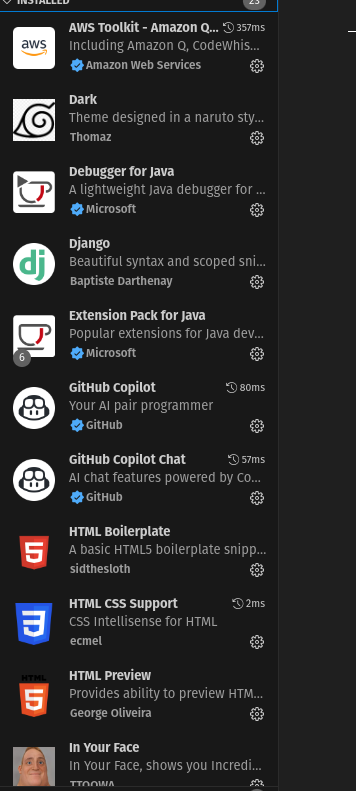 INSTALLED 23
AWS Toolkit - Amazon Q... 357ms
Including Amazon Q, CodeWhis...
Amazon Web Services
aws
Dark
Theme designed in a naruto sty...
Thomaz
Debugger for Java
A lightweight Java debugger for ...
Microsoft
Django
Beautiful syntax and scoped sni...
Baptiste Darthenay
dj
Extension Pack for Java
Popular extensions for Java dev...
Microsoft
6
GitHub Copilot 80ms
Your AI pair programmer
GitHub
GitHub Copilot Chat 57ms
AI chat features powered by Co...
GitHub
HTML Boilerplate
A basic HTML5 boilerplate snipp...
sidthesloth
5
HTML CSS Support 2ms
CSS Intellisense for HTML
ecmel
3
HTML Preview
Provides ability to preview HTM...
George Oliveira
HTML
5
In Your Face
In Your Face, shows you Incredi...
TTOOWA